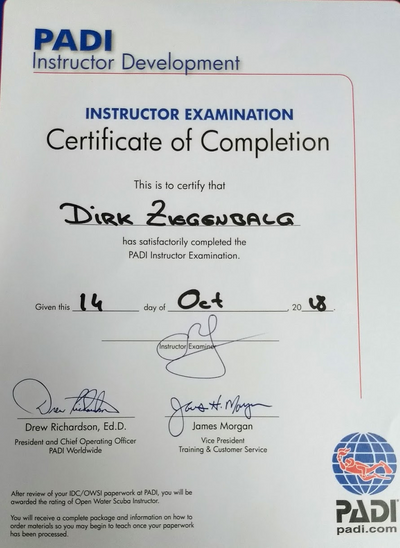 PADI
Instructor Development
INSTRUCTOR EXAMINATION
Certificate of Completion
This is to certify that
DIRK ZIEGENBALG
has satisfactorily completed the
PADI Instructor Examination.
Given this 14 day of Oct , 20 18 .
Instructor Examiner
Drew Richardson, Ed.D. James Morgan
President and Chief Operating Officer Vice President
PADI Worldwide Training & Customer Service
After review of your IDC/OWSI paperwork at PADI, you will be
awarded the rating of Open Water Scuba Instructor.
You will receive a complete package and information on how to
order materials so you may begin to teach once your paperwork
has been processed.
PADI
padi.com